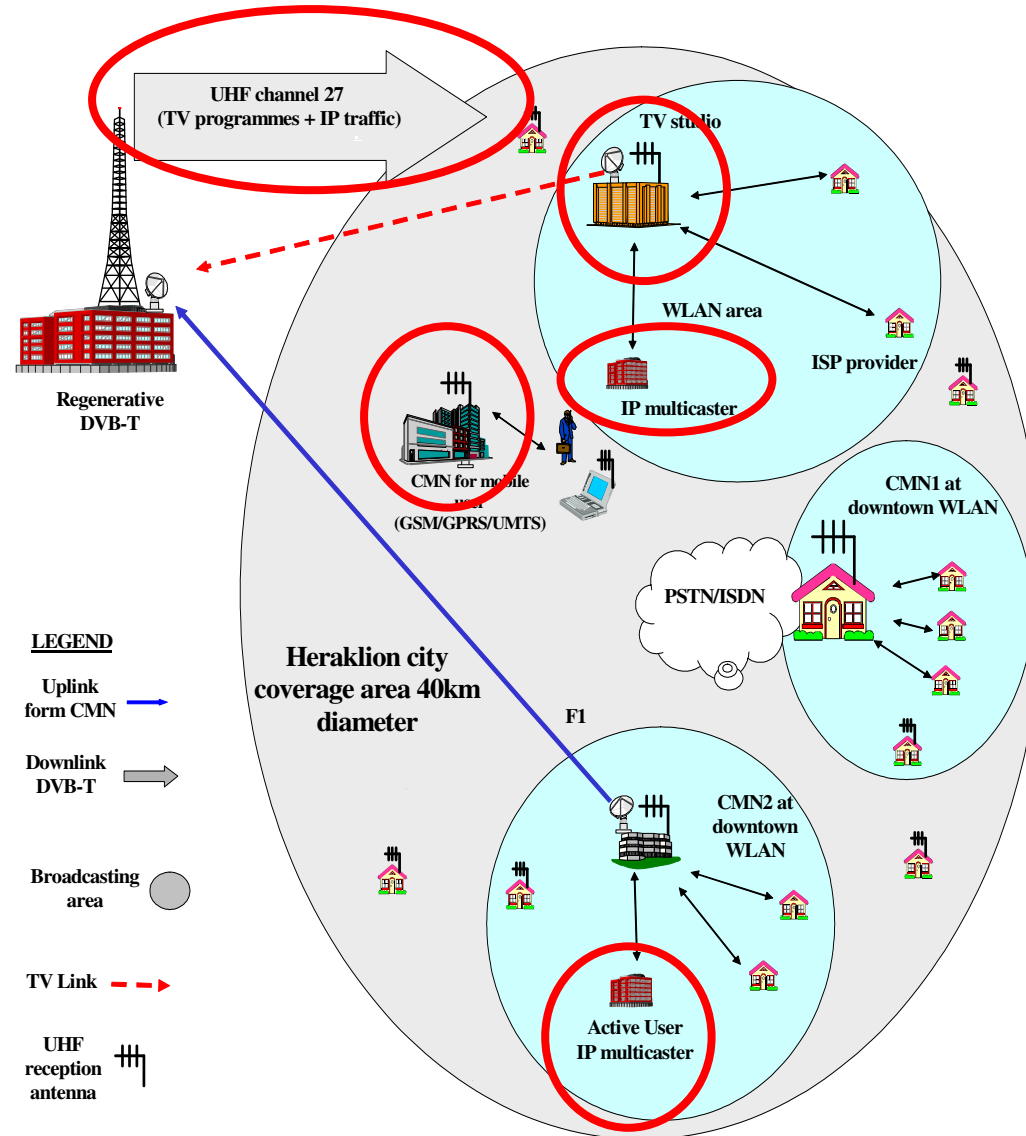 UHF channel 27
(TV programmes + IP traffic)
TV studio
WLAN area
ISP provider
IP multicaster
Regenerative
DVB-T
CMN for mobile
user
(GSM/GPRS/UMTS)
CMN1 at
downtown WLAN
PSTN/ISDN
Heraklion city
coverage area 40km
diameter
F1
CMN2 at
downtown
WLAN
Active User
IP multicaster
LEGEND
Uplink
form CMN
Downlink
DVB-T
Broadcasting
area
TV Link
UHF
reception
antenna